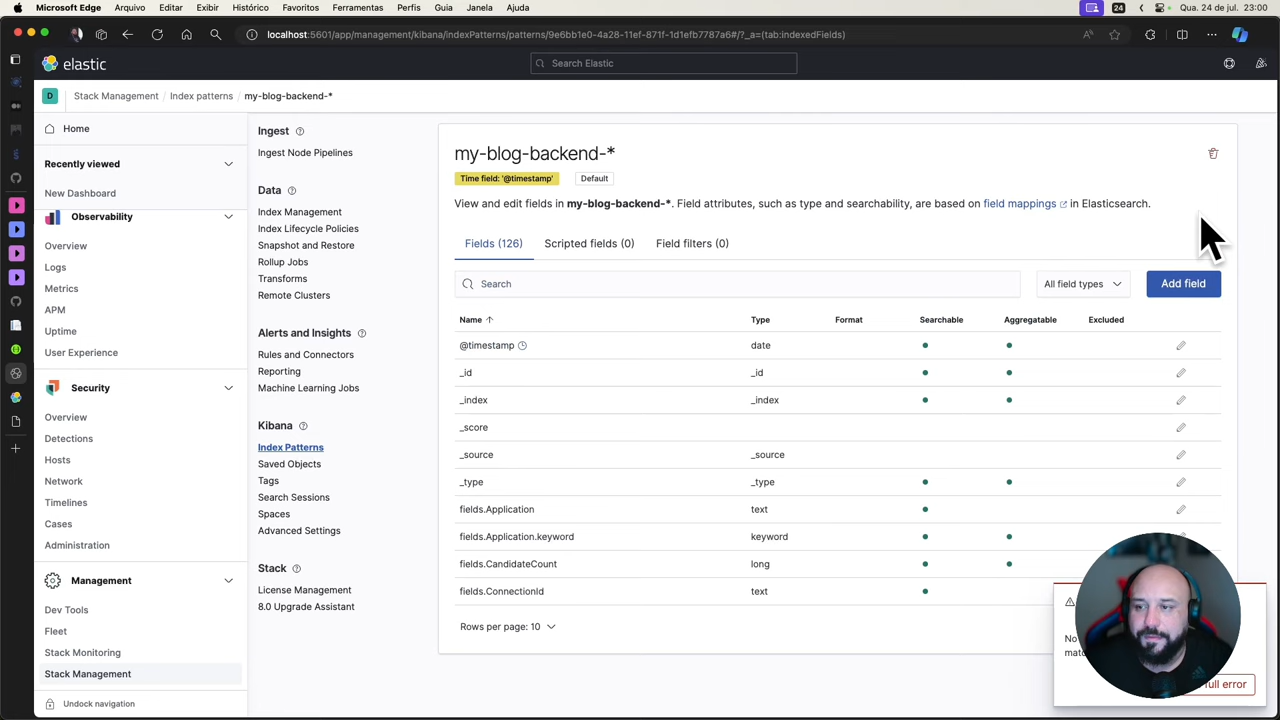 Microsoft Edge Arquivo Editar Exibir Histórico Favoritos Ferramentas Perfis Guia Janela Ajuda 24 Qua. 24 de jul. 23:00
localhost:5601/app/management/kibana/indexPatterns/patterns/9e6bb1e0-4a28-11ef-871f-1d1efb7787a6#/?_a=(tab:indexedFields)
elastic
Search Elastic
D Stack Management / Index patterns / my-blog-backend-*
Home
Recently viewed
New Dashboard
Observability
Overview
Logs
Metrics
APM
Uptime
User Experience
Security
Overview
Detections
Hosts
Network
Timelines
Cases
Administration
Management
Dev Tools
Fleet
Stack Monitoring
Stack Management
Undock navigation
Ingest
Ingest Node Pipelines
Data
Index Management
Index Lifecycle Policies
Snapshot and Restore
Rollup Jobs
Transforms
Remote Clusters
Alerts and Insights
Rules and Connectors
Reporting
Machine Learning Jobs
Kibana
Index Patterns
Saved Objects
Tags
Search Sessions
Spaces
Advanced Settings
Stack
License Management
8.0 Upgrade Assistant
my-blog-backend-*
Time field: '@timestamp' Default
View and edit fields in my-blog-backend-*. Field attributes, such as type and searchability, are based on field mappings in Elasticsearch.
Fields (126) Scripted fields (0) Field filters (0)
Search All field types Add field
Name Type Format Searchable Aggregatable Excluded
@timestamp date
_id _id
_index _index
_score
_source _source
_type _type
fields.Application text
fields.Application.keyword keyword
fields.CandidateCount long
fields.ConnectionId text
Rows per page: 10
No
full error